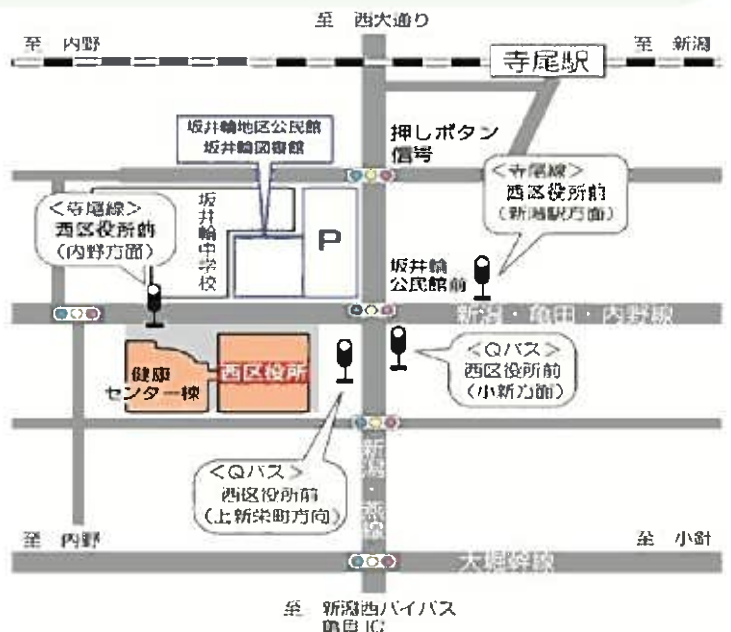 至 西大通り
至 内野
至 新潟
寺尾駅
坂井輪地区公民館
坂井輪図書館
押しボタン
信号
<寺尾線>
西区役所前
(新潟駅方面)
<寺尾線>
西区役所前
(内野方面)
坂井輪中学校
P
坂井輪
公民館前
新潟・亀田・内野線
健康
センター棟
西区役所
<Qバス>
西区役所前
(小新方面)
<Qバス>
西区役所前
(上新栄町方向)
新潟・燕線
至 内野
至 小針
大堀幹線
至 新潟西バイパス
亀貝IC